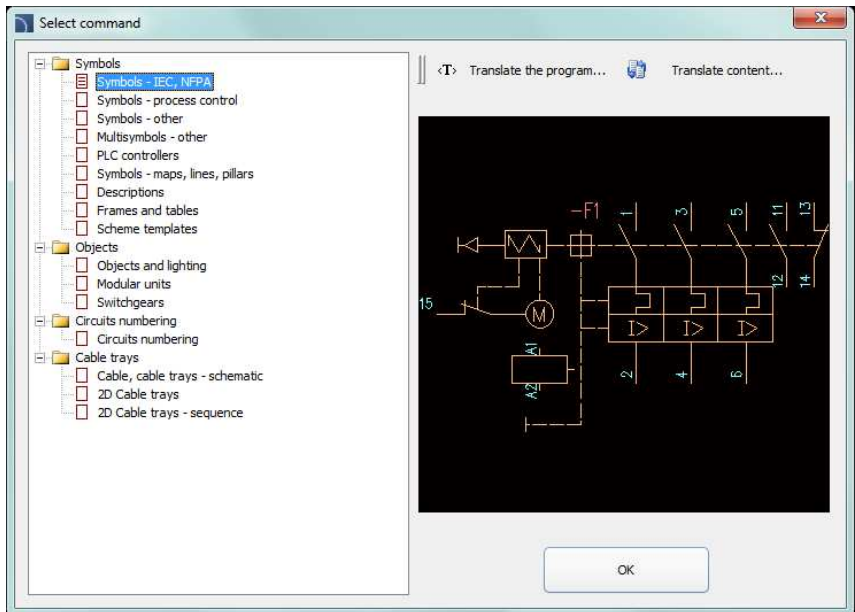 Select command
Symbols
Symbols - IEC, NFPA
Symbols - process control
Symbols - other
Multisymbols - other
PLC controllers
Symbols - maps, lines, pillars
Descriptions
Frames and tables
Scheme templates
Objects
Objects and lighting
Modular units
Switchgears
Circuits numbering
Circuits numbering
Cable trays
Cable, cable trays - schematic
2D Cable trays
2D Cable trays - sequence
<T> Translate the program... Translate content...
-F1 1 3 5 11 13
12 14
15
M
I> I> I>
A1
A2
2 4 6
OK